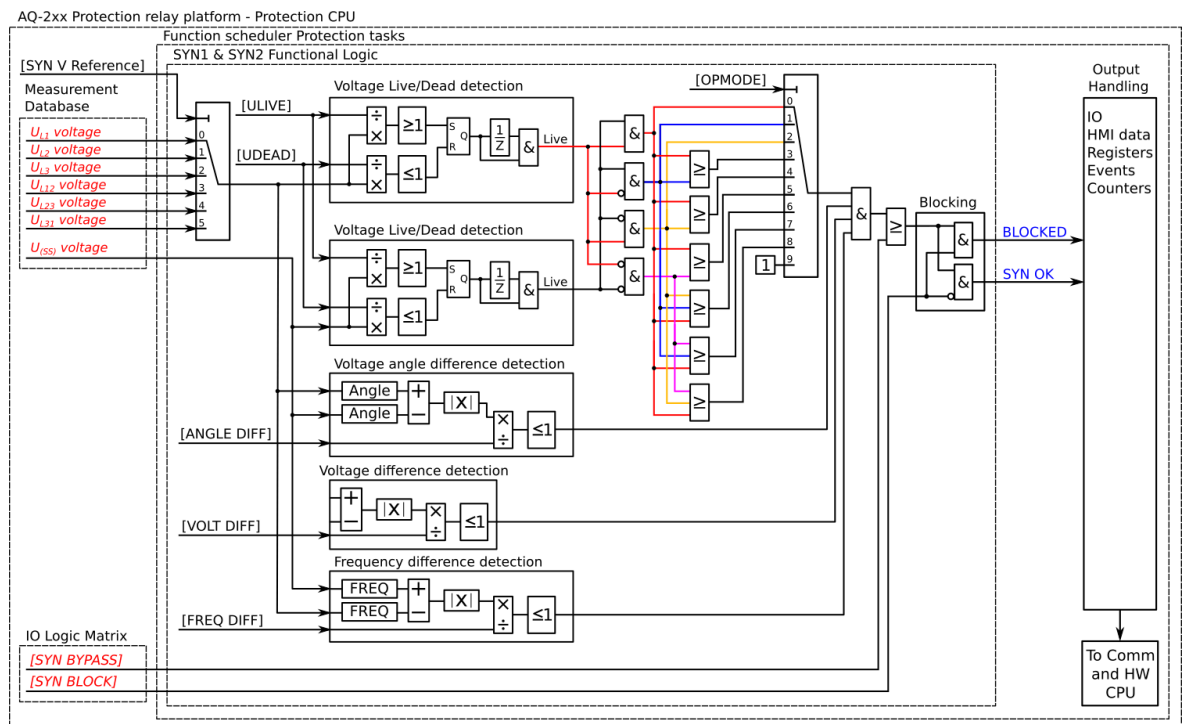 AQ-2xx Protection relay platform - Protection CPU
Function scheduler Protection tasks
SYN1 & SYN2 Functional Logic
[SYN V Reference]
Measurement
Database
UL1 voltage
UL2 voltage
UL3 voltage
UL12 voltage
UL23 voltage
UL31 voltage
U(SS) voltage
0
1
2
3
4
5
[ULIVE]
[UDEAD]
Voltage Live/Dead detection
÷
×
≥1
÷
×
≤1
S
Q
R
1
Z
&
Live
Voltage Live/Dead detection
÷
×
≥1
÷
×
≤1
S
Q
R
1
Z
&
Live
&
&
&
&
≥
≥
≥
≥
≥
≥
[OPMODE]
0
1
2
3
4
5
6
7
8
9
1
&
≥
Blocking
&
&
BLOCKED
SYN OK
Output
Handling
IO
HMI data
Registers
Events
Counters
Voltage angle difference detection
Angle
Angle
+
−
|X|
×
÷
≤1
[ANGLE DIFF]
Voltage difference detection
+
−
|X|
×
÷
≤1
[VOLT DIFF]
Frequency difference detection
FREQ
FREQ
+
−
|X|
×
÷
≤1
[FREQ DIFF]
IO Logic Matrix
[SYN BYPASS]
[SYN BLOCK]
To Comm
and HW
CPU